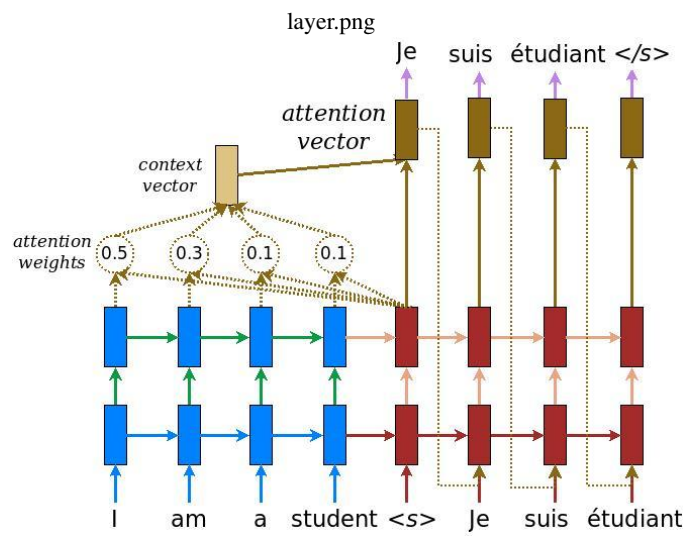 layer.png
Je suis étudiant </s>
attention
vector
context
vector
attention
weights
0.5 0.3 0.1 0.1
I am a student <s> Je suis étudiant